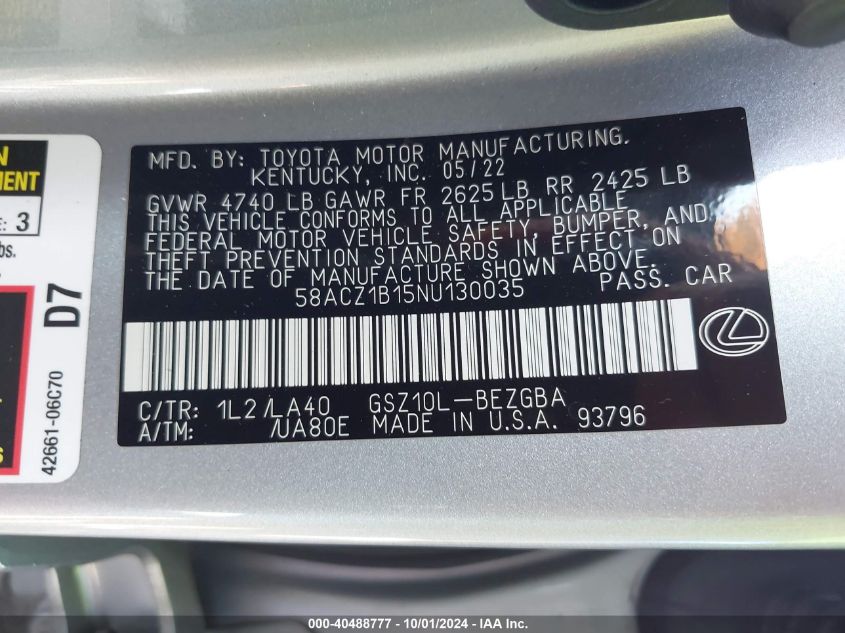 N
EMENT
E: 3
bs.
D7
42661-06C70
S
MFD. BY: TOYOTA MOTOR MANUFACTURING.
KENTUCKY, INC. 05/22
GVWR 4740 LB GAWR FR 2625 LB RR 2425 LB
THIS VEHICLE CONFORMS TO ALL APPLICABLE
FEDERAL MOTOR VEHICLE SAFETY, BUMPER, AND
THEFT PREVENTION STANDARDS IN EFFECT ON
THE DATE OF MANUFACTURE SHOWN ABOVE.
58ACZ1B15NU130035 PASS. CAR
C/TR: 1L2/LA40 GSZ10L-BEZGBA
A/TM: /UA80E MADE IN U.S.A. 93796
000-40488777 - 10/01/2024 - IAA Inc.